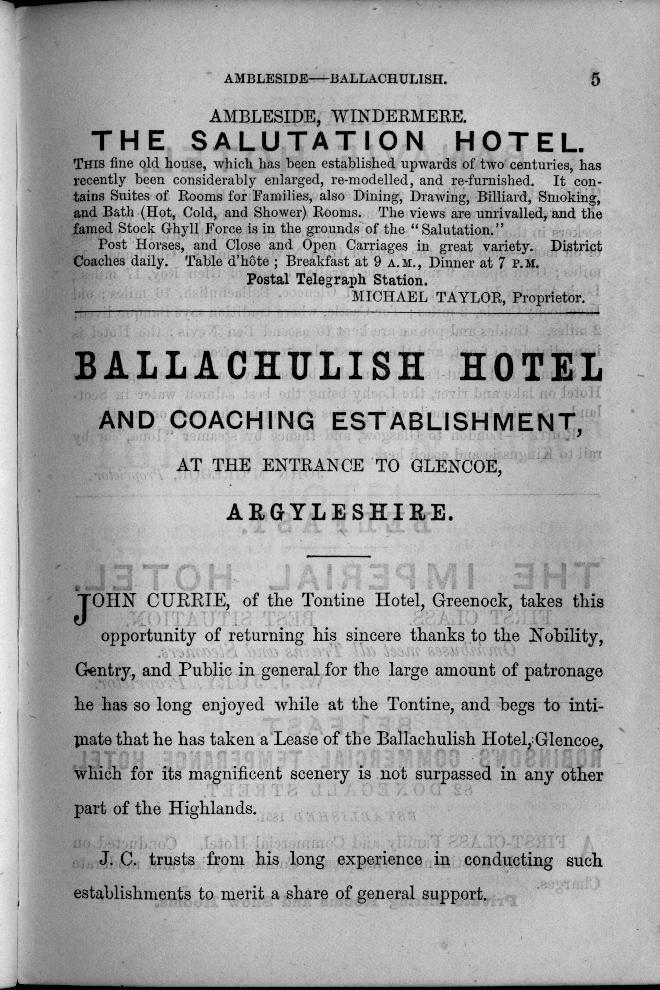 AMBLESIDE—BALLACHULISH. 5
AMBLESIDE, WINDERMERE.
THE SALUTATION HOTEL.
THIS fine old house, which has been established upwards of two centuries, has
recently been considerably enlarged, re-modelled, and re-furnished. It con-
tains Suites of Rooms for Families, also Dining, Drawing, Billiard, Smoking,
and Bath (Hot, Cold, and Shower) Rooms. The views are unrivalled, and the
famed Stock Ghyll Force is in the grounds of the "Salutation."
Post Horses, and Close and Open Carriages in great variety. District
Coaches daily. Table d'hôte; Breakfast at 9 A.M., Dinner at 7 P.M.
Postal Telegraph Station.
MICHAEL TAYLOR, Proprietor.
BALLACHULISH HOTEL
AND COACHING ESTABLISHMENT,
AT THE ENTRANCE TO GLENCOE,
ARGYLESHIRE.
JOHN CURRIE, of the Tontine Hotel, Greenock, takes this
opportunity of returning his sincere thanks to the Nobility,
Gentry, and Public in general for the large amount of patronage
he has so long enjoyed while at the Tontine, and begs to inti-
mate that he has taken a Lease of the Ballachulish Hotel, Glencoe,
which for its magnificent scenery is not surpassed in any other
part of the Highlands.
J. C. trusts from his long experience in conducting such
establishments to merit a share of general support.